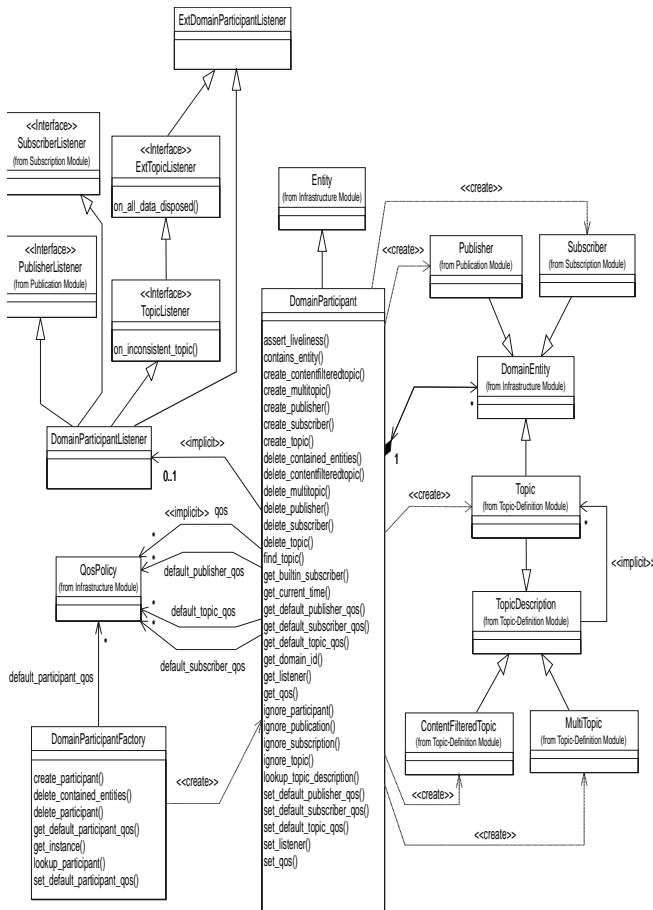 ExtDomainParticipantListener
<<Interface>>
SubscriberListener
(from Subscription Module)
<<Interface>>
ExtTopicListener
on_all_data_disposed()
<<Interface>>
PublisherListener
(from Publication Module)
<<Interface>>
TopicListener
on_inconsistent_topic()
DomainParticipantListener
0..1
<<implicit>>
Entity
(from Infrastructure Module)
<<create>>
<<create>>
Publisher
(from Publication Module)
Subscriber
(from Subscription Module)
DomainEntity
(from Infrastructure Module)
*
1
DomainParticipant
assert_liveliness()
contains_entity()
create_contentfilteredtopic()
create_multitopic()
create_publisher()
create_subscriber()
create_topic()
delete_contained_entities()
delete_contentfilteredtopic()
delete_multitopic()
delete_publisher()
delete_subscriber()
delete_topic()
find_topic()
get_builtin_subscriber()
get_current_time()
get_default_publisher_qos()
get_default_subscriber_qos()
get_default_topic_qos()
get_domain_id()
get_listener()
get_qos()
ignore_participant()
ignore_publication()
ignore_subscription()
ignore_topic()
lookup_topic_description()
set_default_publisher_qos()
set_default_subscriber_qos()
set_default_topic_qos()
set_listener()
set_qos()
<<create>>
Topic
(from Topic-Definition Module)
*
<<implicit>>
TopicDescription
(from Topic-Definition Module)
ContentFilteredTopic
(from Topic-Definition Module)
MultiTopic
(from Topic-Definition Module)
<<create>>
<<create>>
<<implicit>> qos
*
default_publisher_qos
*
QosPolicy
(from Infrastructure Module)
*
default_topic_qos
*
default_subscriber_qos
*
default_participant_qos
DomainParticipantFactory
create_participant()
delete_contained_entities()
delete_participant()
get_default_participant_qos()
get_instance()
lookup_participant()
set_default_participant_qos()
<<create>>